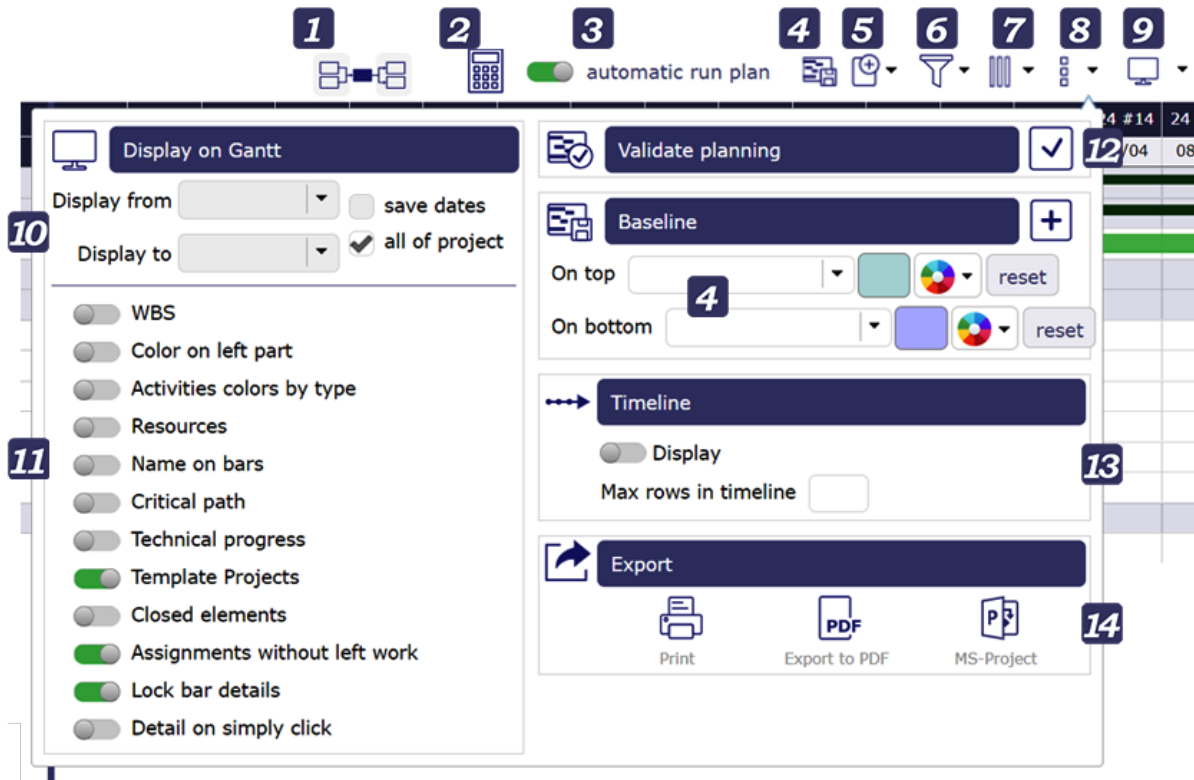 1 2 3 4 5 6 7 8 9
automatic run plan
24 #14 24
/04 08
Display on Gantt
10
Display from
save dates
Display to
all of project
11
WBS
Color on left part
Activities colors by type
Resources
Name on bars
Critical path
Technical progress
Template Projects
Closed elements
Assignments without left work
Lock bar details
Detail on simply click
Validate planning
12
Baseline
On top
reset
4
On bottom
reset
Timeline
Display
13
Max rows in timeline
Export
P
PDF
14
Print Export to PDF MS-Project